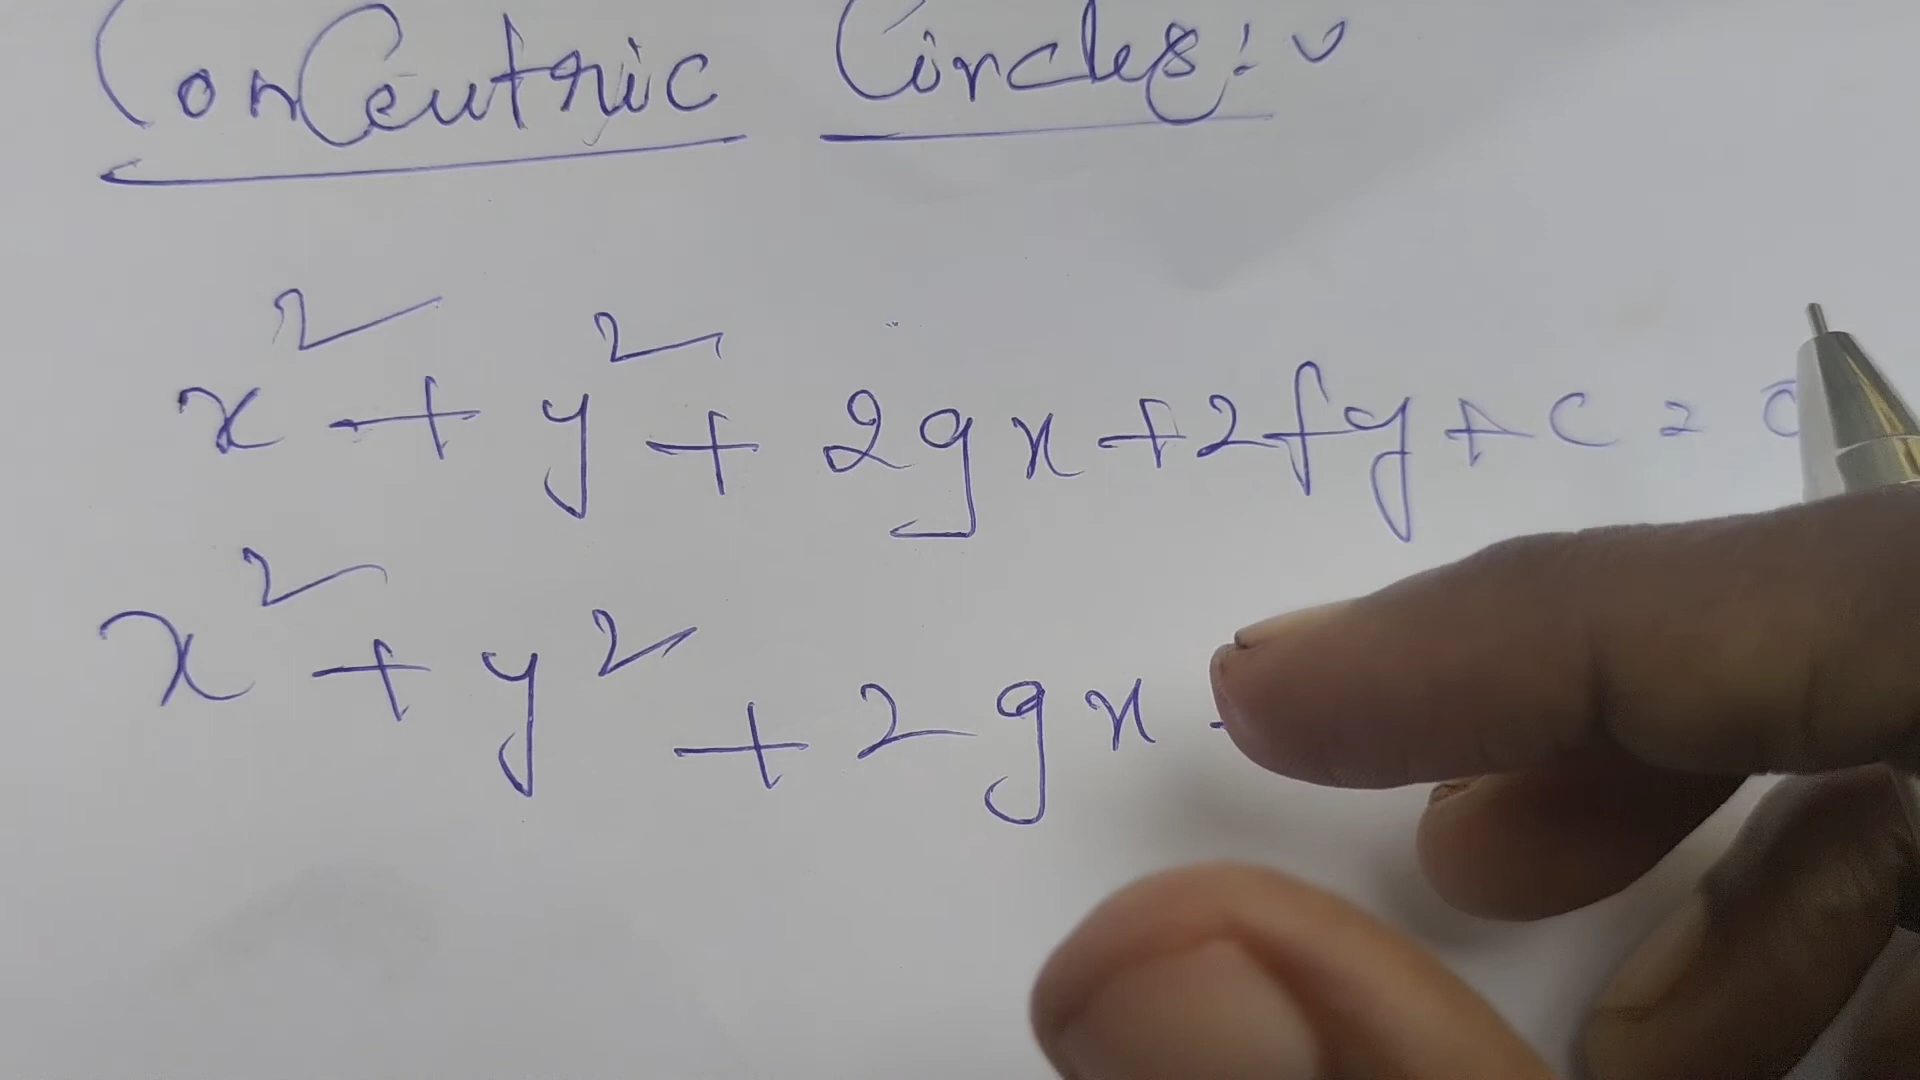 Concentric Circles:
x² + y² + 2gx + 2fy + c = 0
x² + y² + 2gx